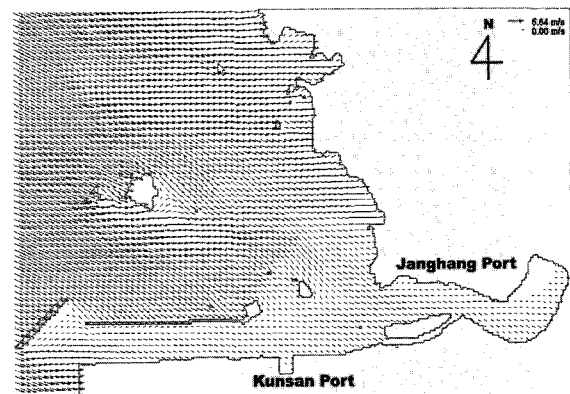 N
6.64 m/s
0.00 m/s
Janghang Port
Kunsan Port